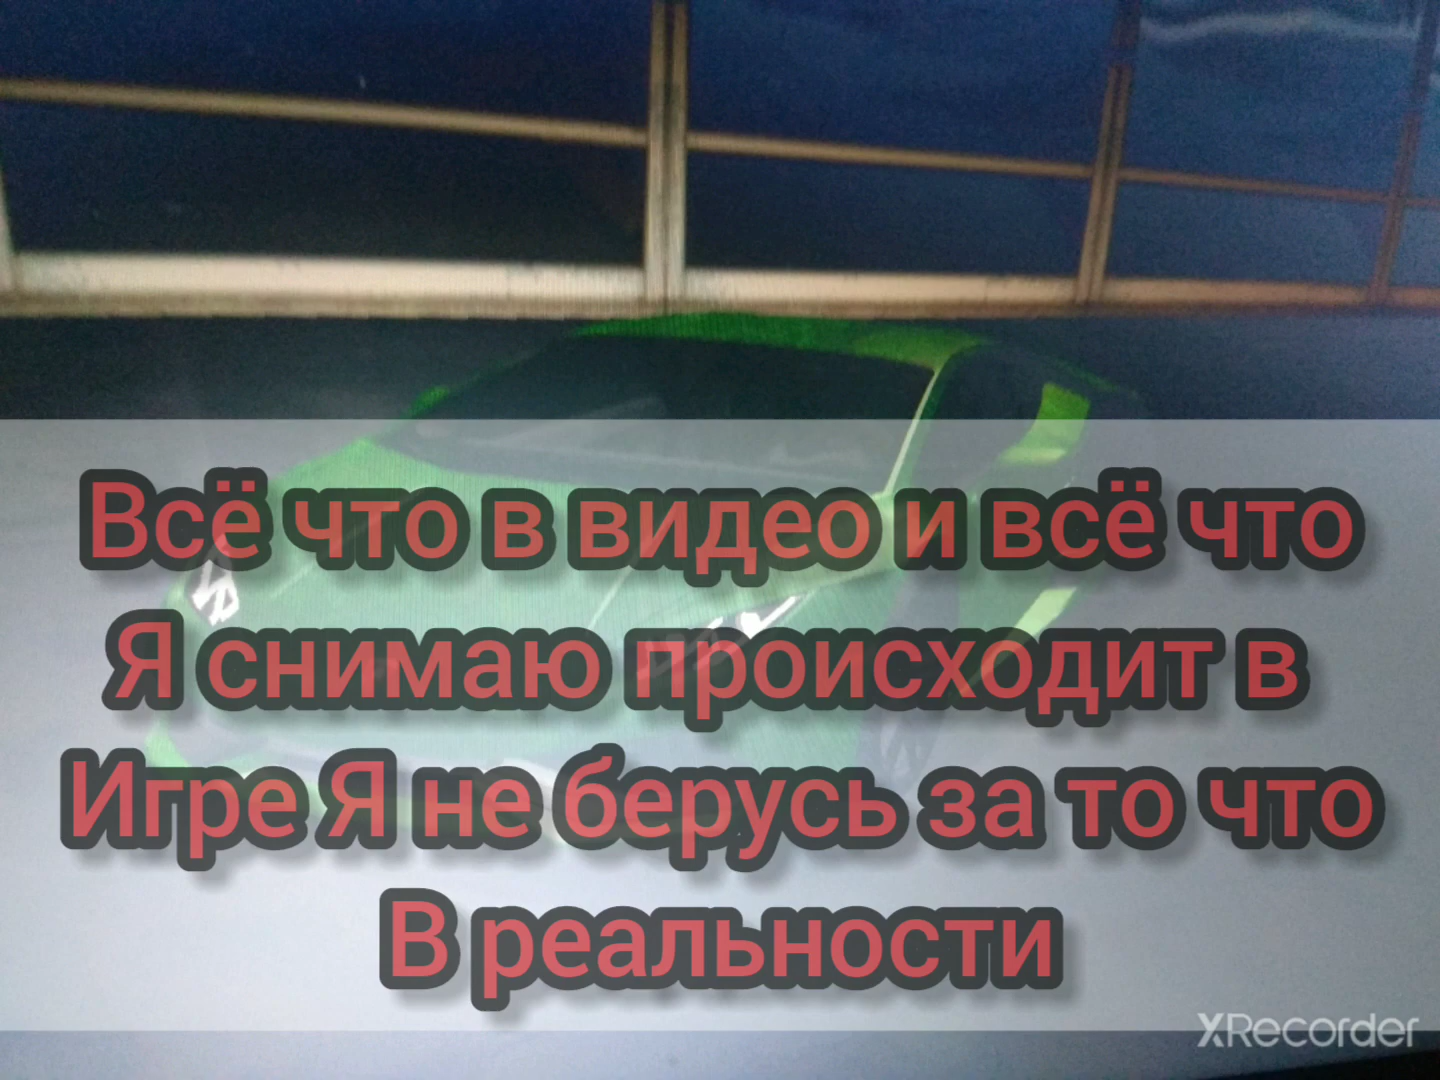 Всё что в видео и всё что
Я снимаю происходит в
Игре Я не берусь за то что
В реальности
XRecorder